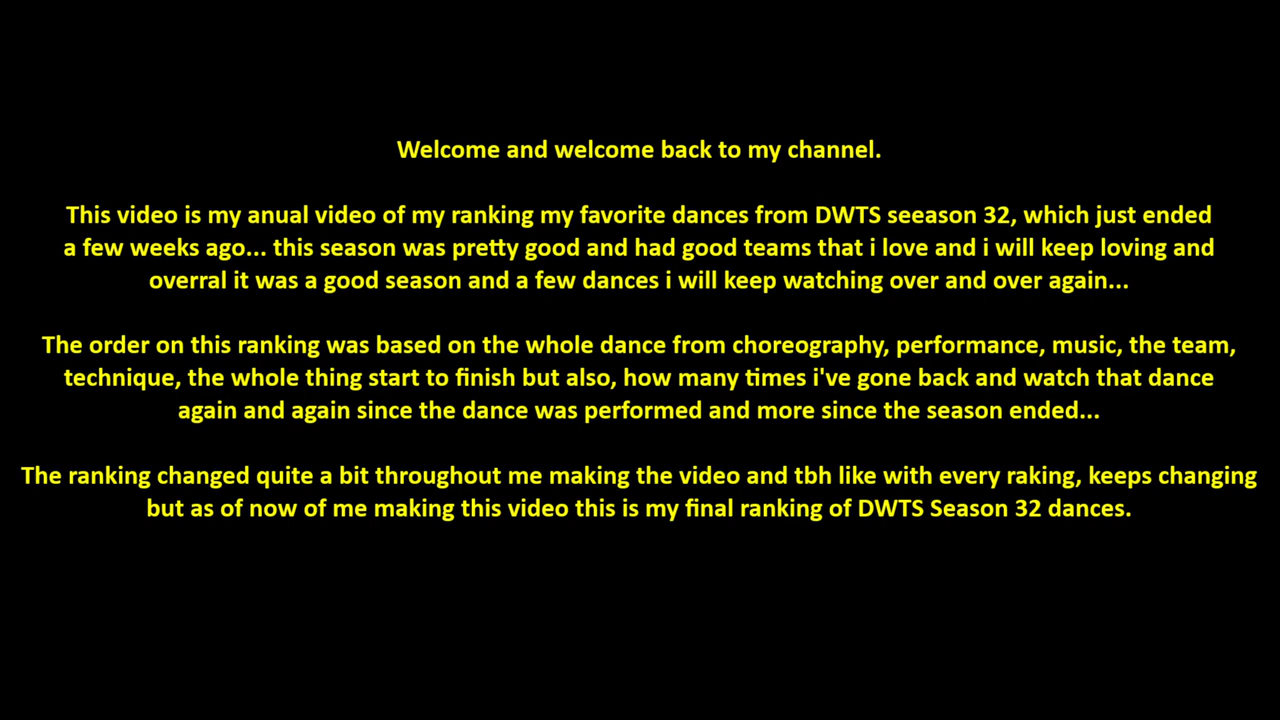 Welcome and welcome back to my channel.
This video is my anual video of my ranking my favorite dances from DWTS seeason 32, which just ended
a few weeks ago... this season was pretty good and had good teams that i love and i will keep loving and
overral it was a good season and a few dances i will keep watching over and over again...
The order on this ranking was based on the whole dance from choreography, performance, music, the team,
technique, the whole thing start to finish but also, how many times i've gone back and watch that dance
again and again since the dance was performed and more since the season ended...
The ranking changed quite a bit throughout me making the video and tbh like with every raking, keeps changing
but as of now of me making this video this is my final ranking of DWTS Season 32 dances.